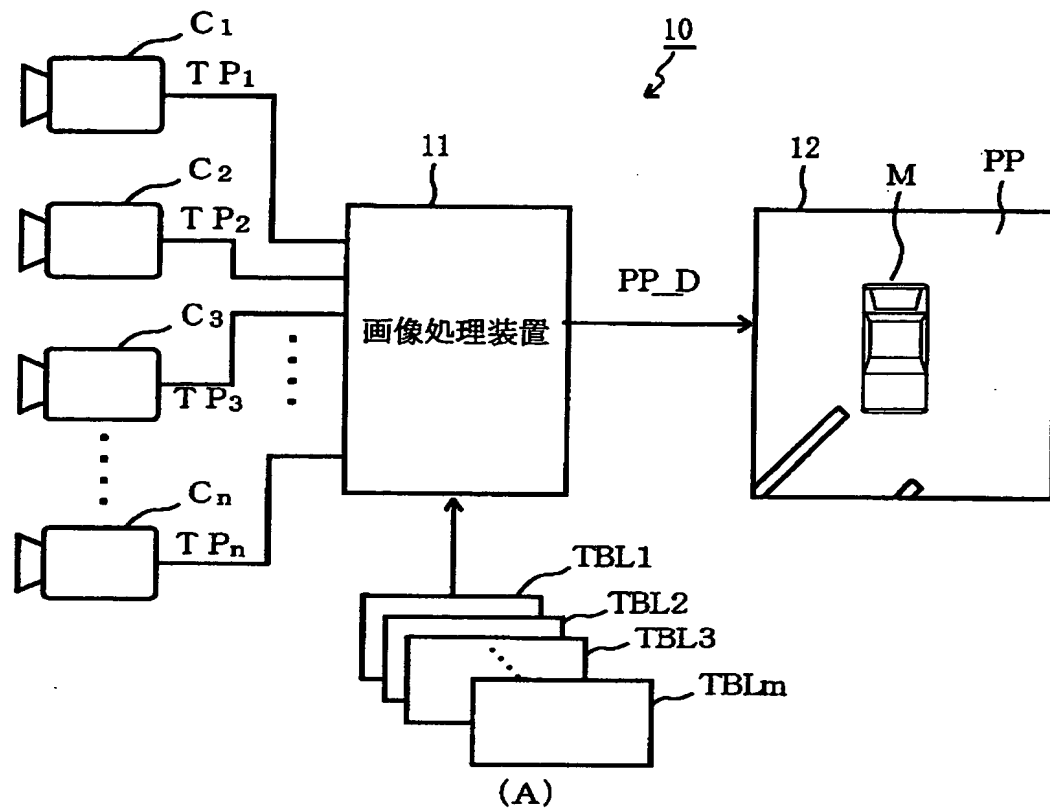 C1
TP1
10
C2
TP2
11
12
M
PP
PP_D
画像処理装置
C3
TP3
Cn
TPn
TBL1
TBL2
TBL3
TBLm
(A)